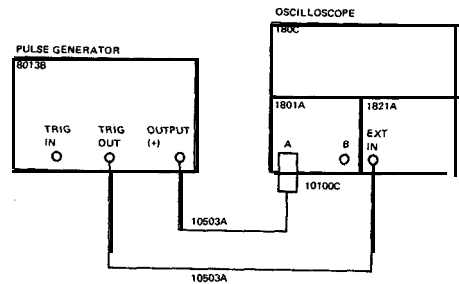 OSCILLOSCOPE
180C
PULSE GENERATOR
8013B
1801A
1821A
TRIG
IN
TRIG
OUT
OUTPUT
(+)
A
B
EXT
IN
10100C
10503A
10503A